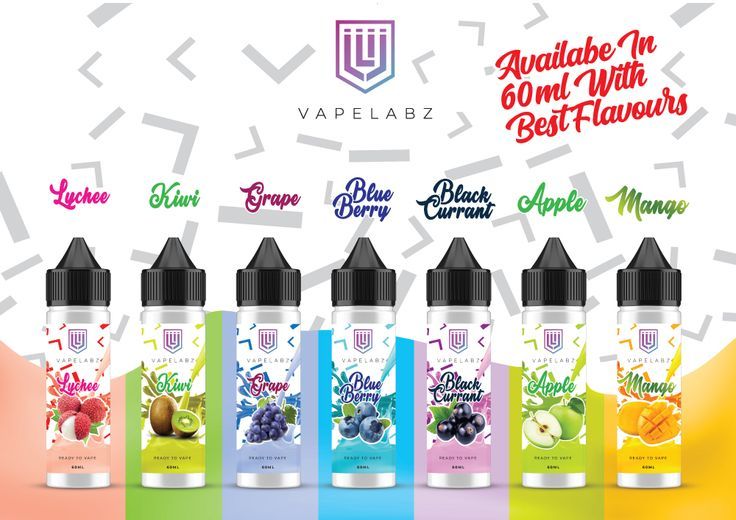 VAPELABZ
Availabe In
60ml With
Best Flavours
Lychee
Kiwi
Grape
Blue
Berry
Black
Currant
Apple
Mango
VAPELABZ
Lychee
READY TO VAPE
60ML
VAPELABZ
Kiwi
READY TO VAPE
60ML
VAPELABZ
Grape
READY TO VAPE
60ML
VAPELABZ
Blue
Berry
READY TO VAPE
60ML
VAPELABZ
Black
Currant
READY TO VAPE
60ML
VAPELABZ
Apple
READY TO VAPE
60ML
VAPELABZ
Mango
READY TO VAPE
60ML